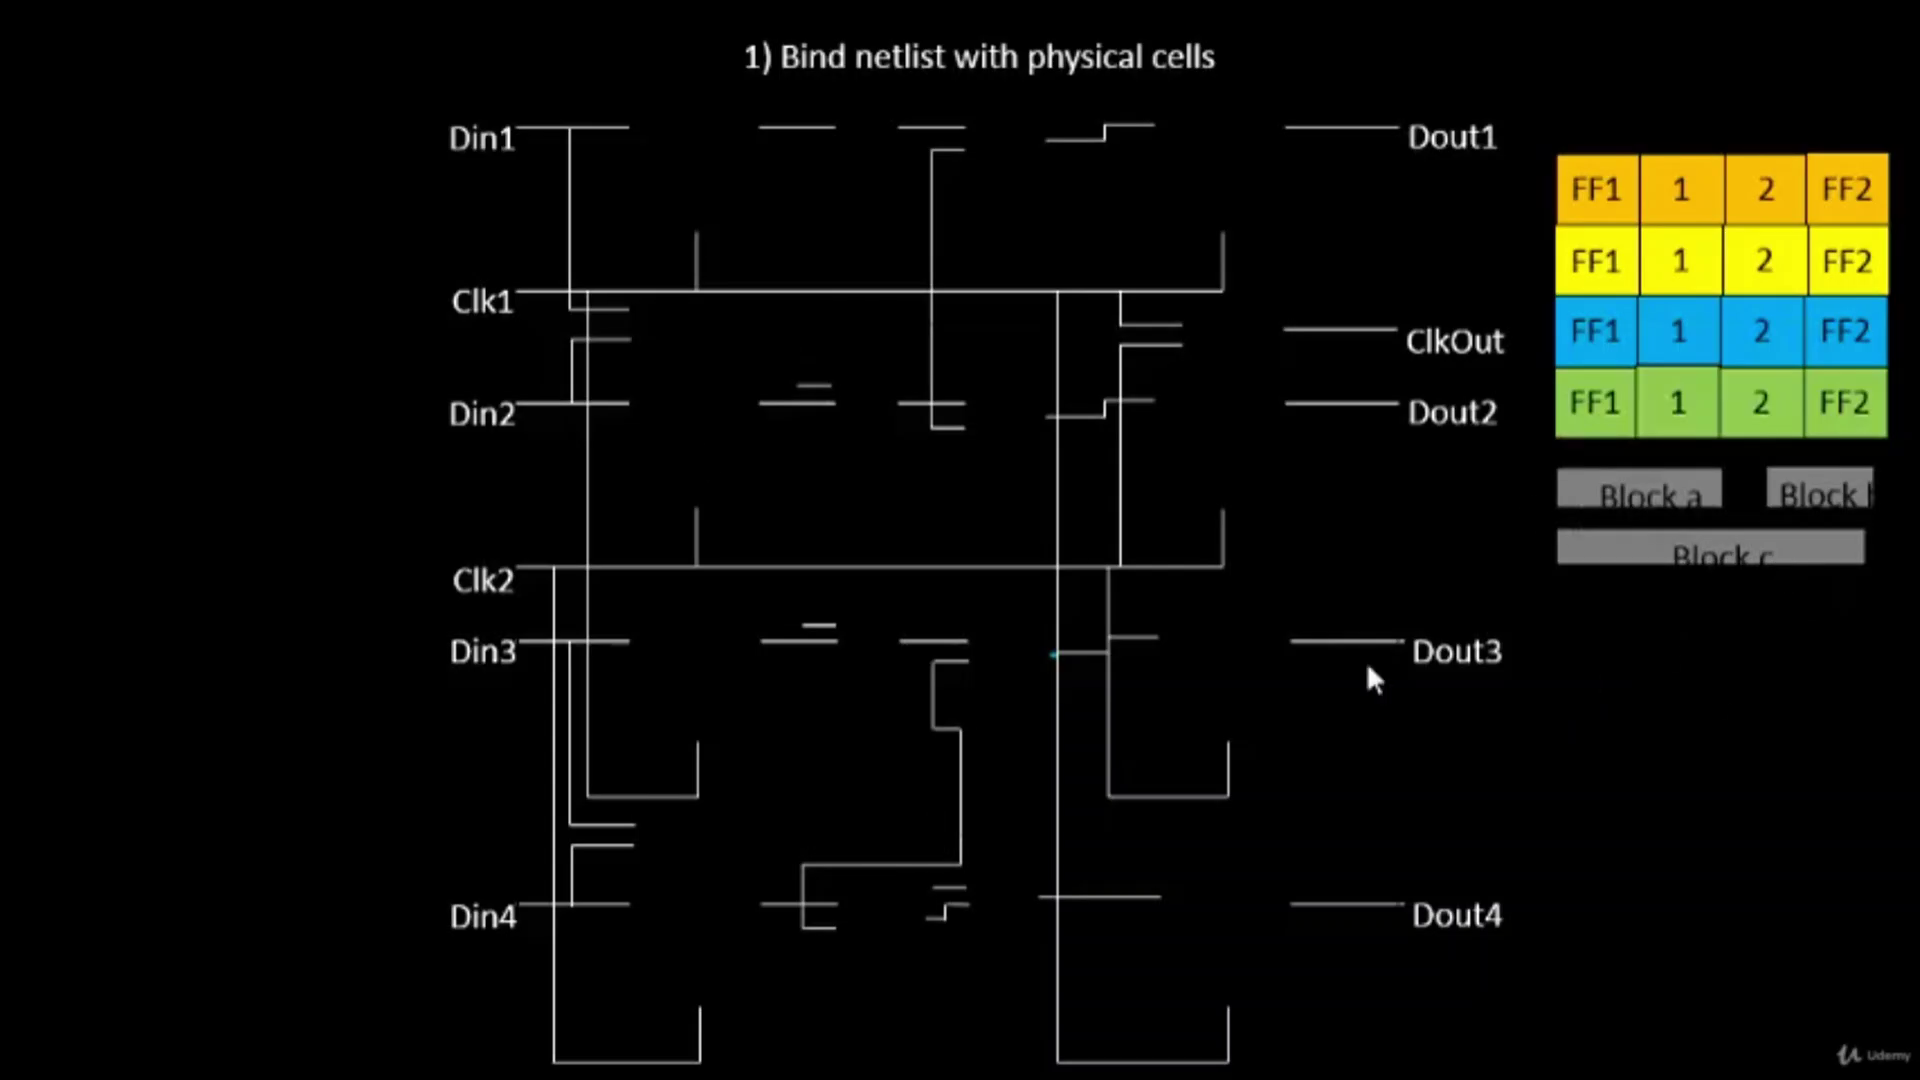 1) Bind netlist with physical cells
Din1
Dout1
FF1 1 2 FF2
FF1 1 2 FF2
Clk1
ClkOut
FF1 1 2 FF2
Din2
Dout2
FF1 1 2 FF2
Block a
Block
Block c
Clk2
Din3
Dout3
Din4
Dout4
Udemy